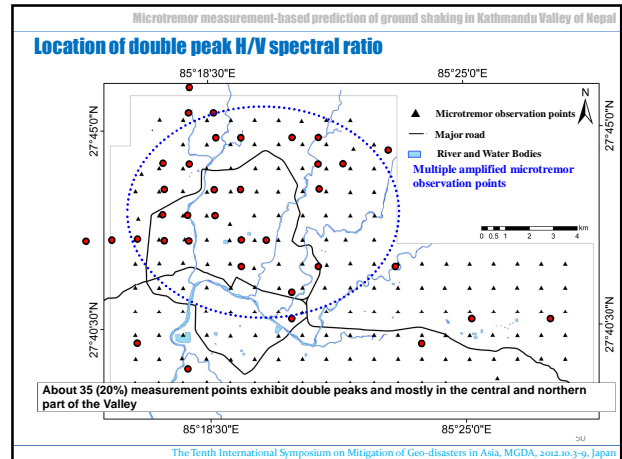 Microtremor measurement-based prediction of ground shaking in Kathmandu Valley of Nepal
Location of double peak H/V spectral ratio
85°18'30"E
85°25'0"E
N
27°45'0"N
27°45'0"N
Microtremor observation points
Major road
River and Water Bodies
Multiple amplified microtremor
observation points
0 0.5 1 2 3 4 km
27°40'30"N
27°40'30"N
About 35 (20%) measurement points exhibit double peaks and mostly in the central and northern
part of the Valley
85°18'30"E
85°25'0"E
50
The Tenth International Symposium on Mitigation of Geo-disasters in Asia, MGDA, 2012.10.3-9, Japan